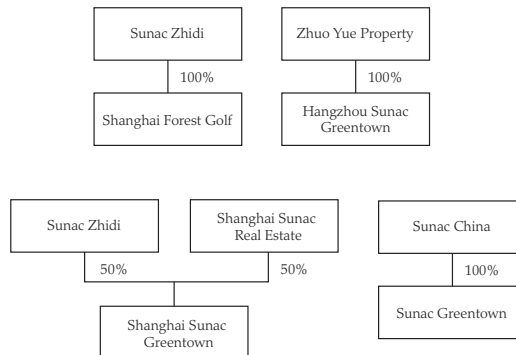 Sunac Zhidi
Zhuo Yue Property
100%
100%
Shanghai Forest Golf
Hangzhou Sunac
Greentown
Sunac Zhidi
Shanghai Sunac
Real Estate
Sunac China
50%
50%
100%
Shanghai Sunac
Greentown
Sunac Greentown